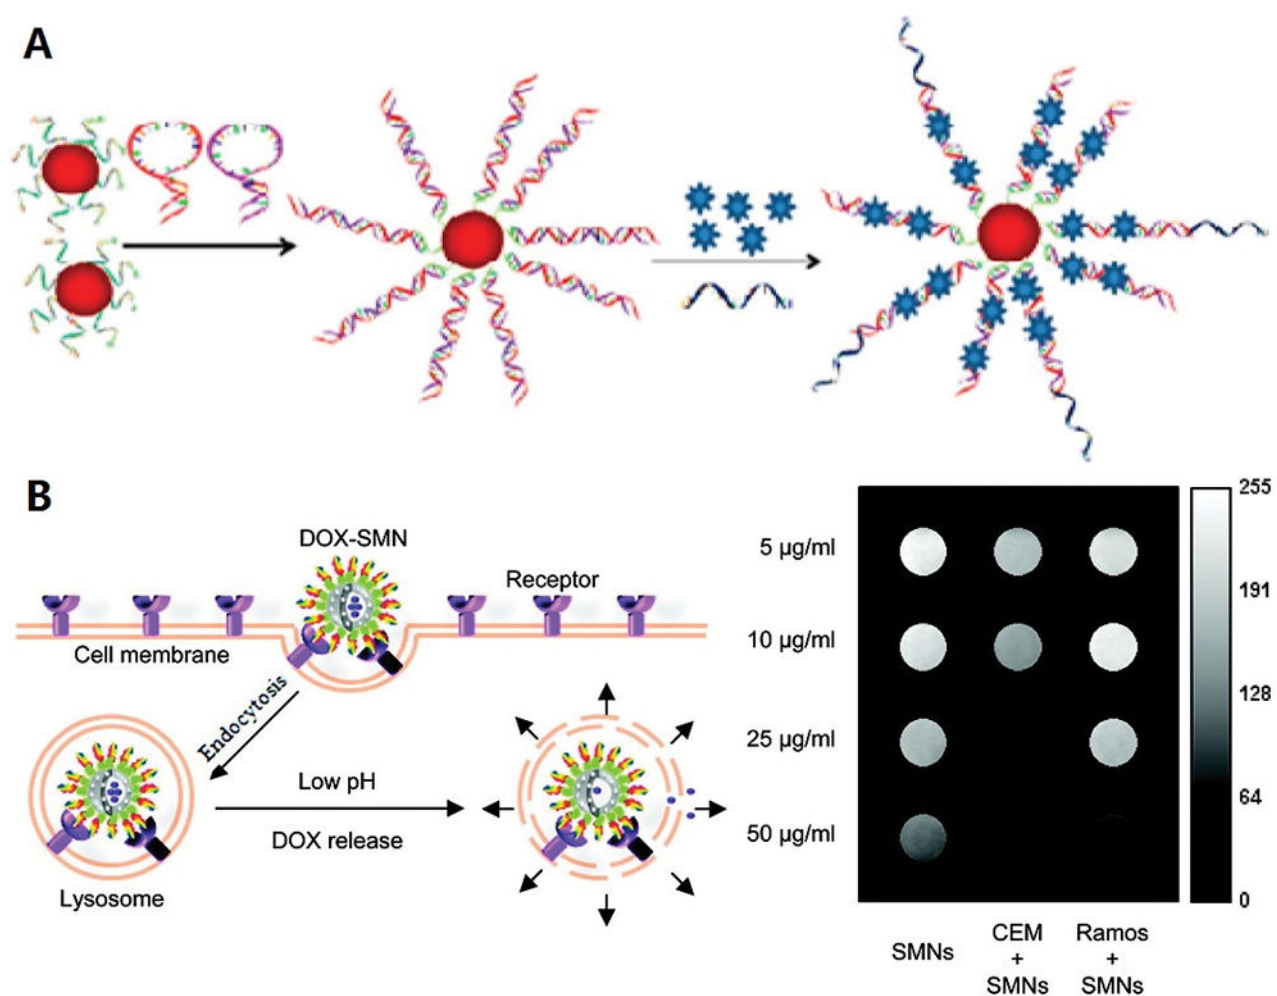 A
B
DOX-SMN
Receptor
Cell membrane
Endocytosis
Low pH
DOX release
Lysosome
5 µg/ml
10 µg/ml
25 µg/ml
50 µg/ml
255
191
128
64
0
SMNs
CEM
+
SMNs
Ramos
+
SMNs